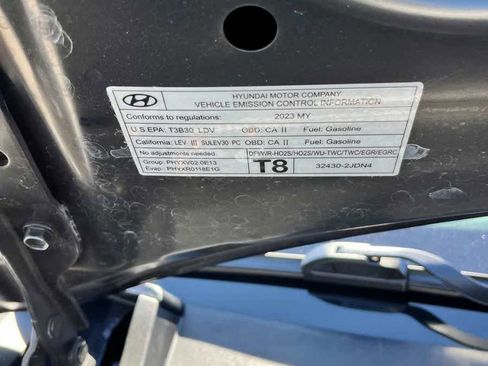 HYUNDAI MOTOR COMPANY
VEHICLE EMISSION CONTROL INFORMATION
Conforms to regulations: 2023 MY
U.S.EPA: T3B30 LDV OBD: CA II Fuel: Gasoline
California: LEV III SULEV30 PC OBD: CA II Fuel: Gasoline
No adjustments needed. DFI/WR-HO2S/HO2S/WU-TWC/TWC/EGR/EGRC
Group: PHYXV02.0E13
Evap: PHYXR0118E1G
T8 32430-2JDN4